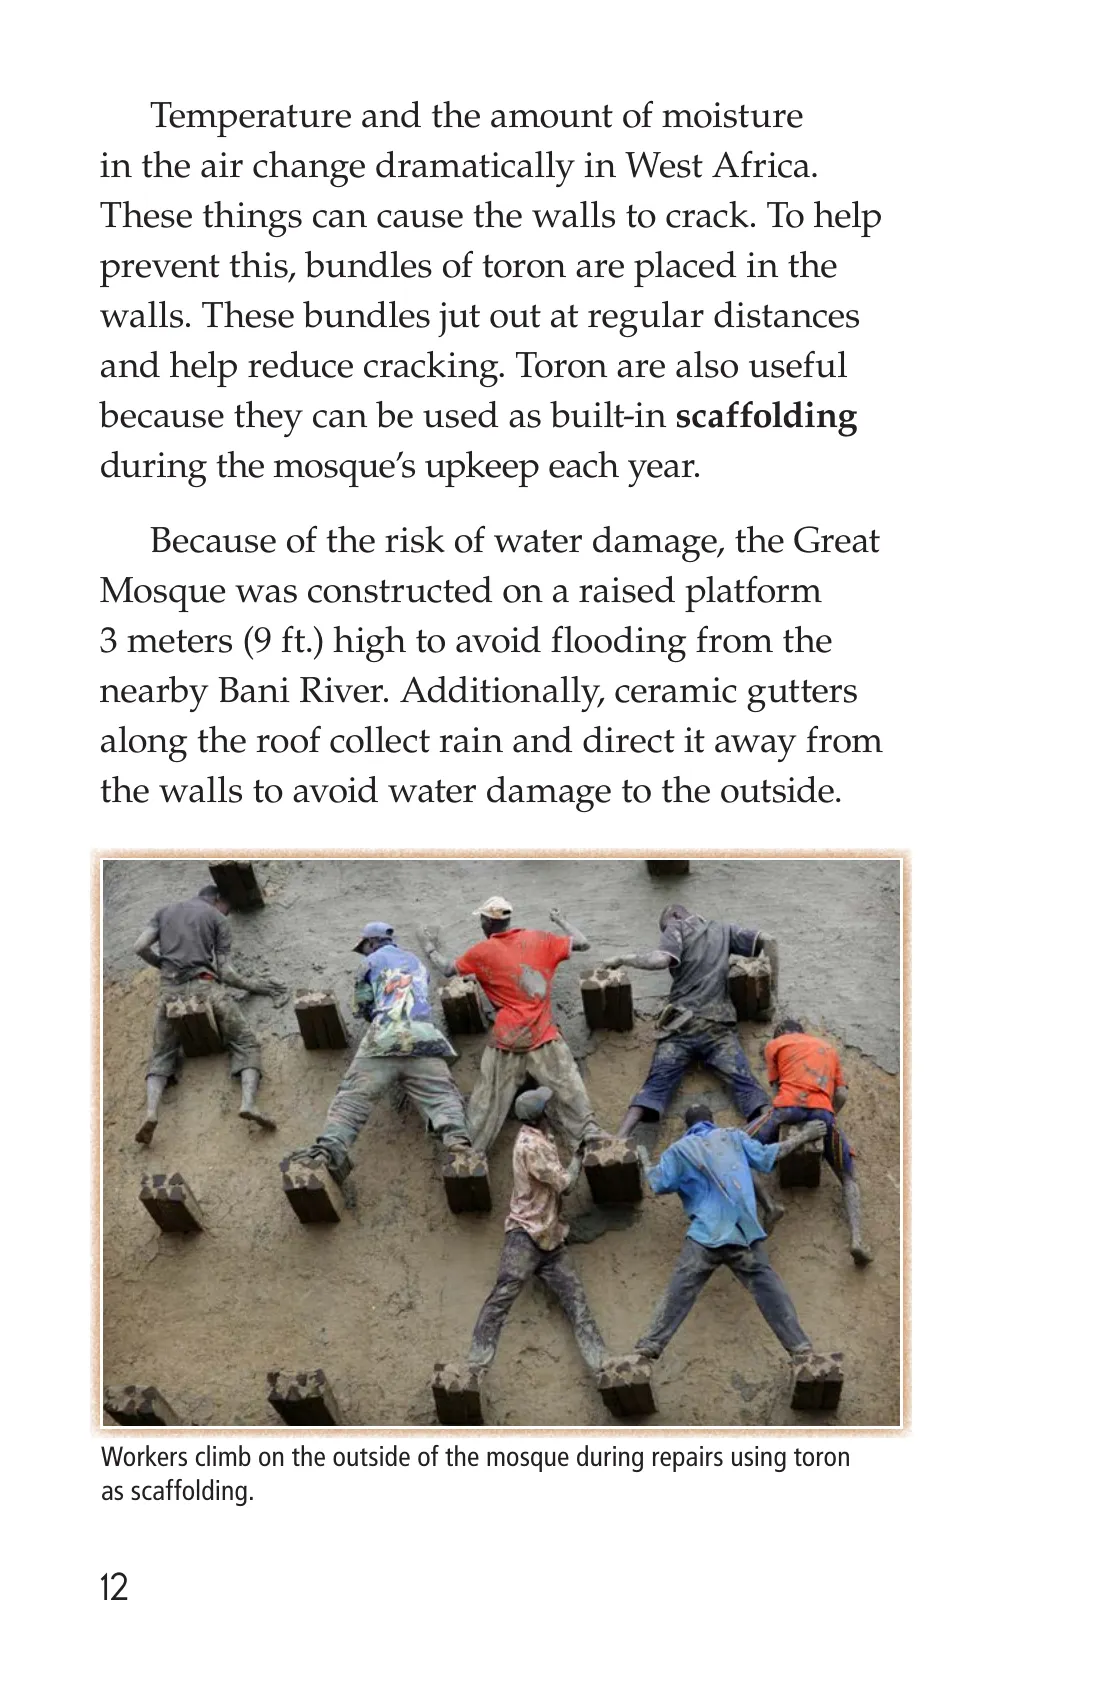 Temperature and the amount of moisture
in the air change dramatically in West Africa.
These things can cause the walls to crack. To help
prevent this, bundles of toron are placed in the
walls. These bundles jut out at regular distances
and help reduce cracking. Toron are also useful
because they can be used as built-in scaffolding
during the mosque’s upkeep each year.
Because of the risk of water damage, the Great
Mosque was constructed on a raised platform
3 meters (9 ft.) high to avoid flooding from the
nearby Bani River. Additionally, ceramic gutters
along the roof collect rain and direct it away from
the walls to avoid water damage to the outside.
Workers climb on the outside of the mosque during repairs using toron
as scaffolding.
12